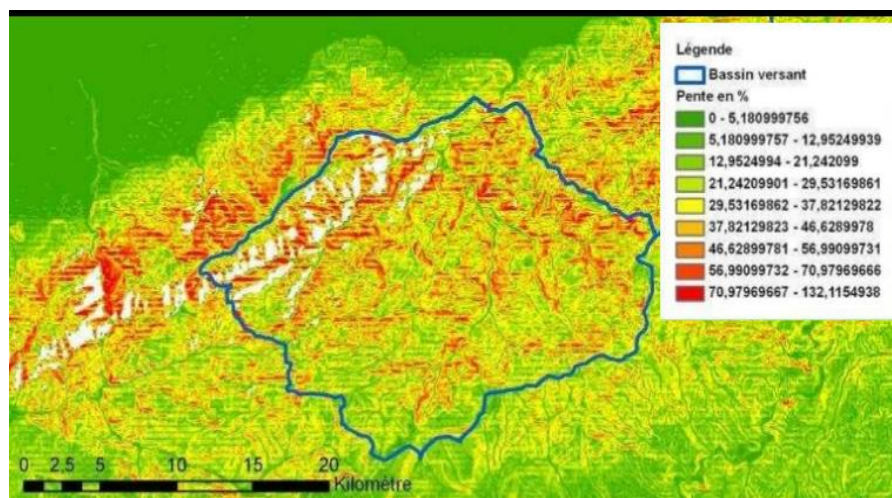 Légende
Bassin versant
Pente en %
0 - 5,180999756
5,180999757 - 12,95249939
12,9524994 - 21,242099
21,24209901 - 29,53169861
29,53169862 - 37,82129822
37,82129823 - 46,6289978
46,62899781 - 56,99099731
56,99099732 - 70,97969666
70,97969667 - 132,1154938
0 2,5 5 10 15 20
Kilomètre